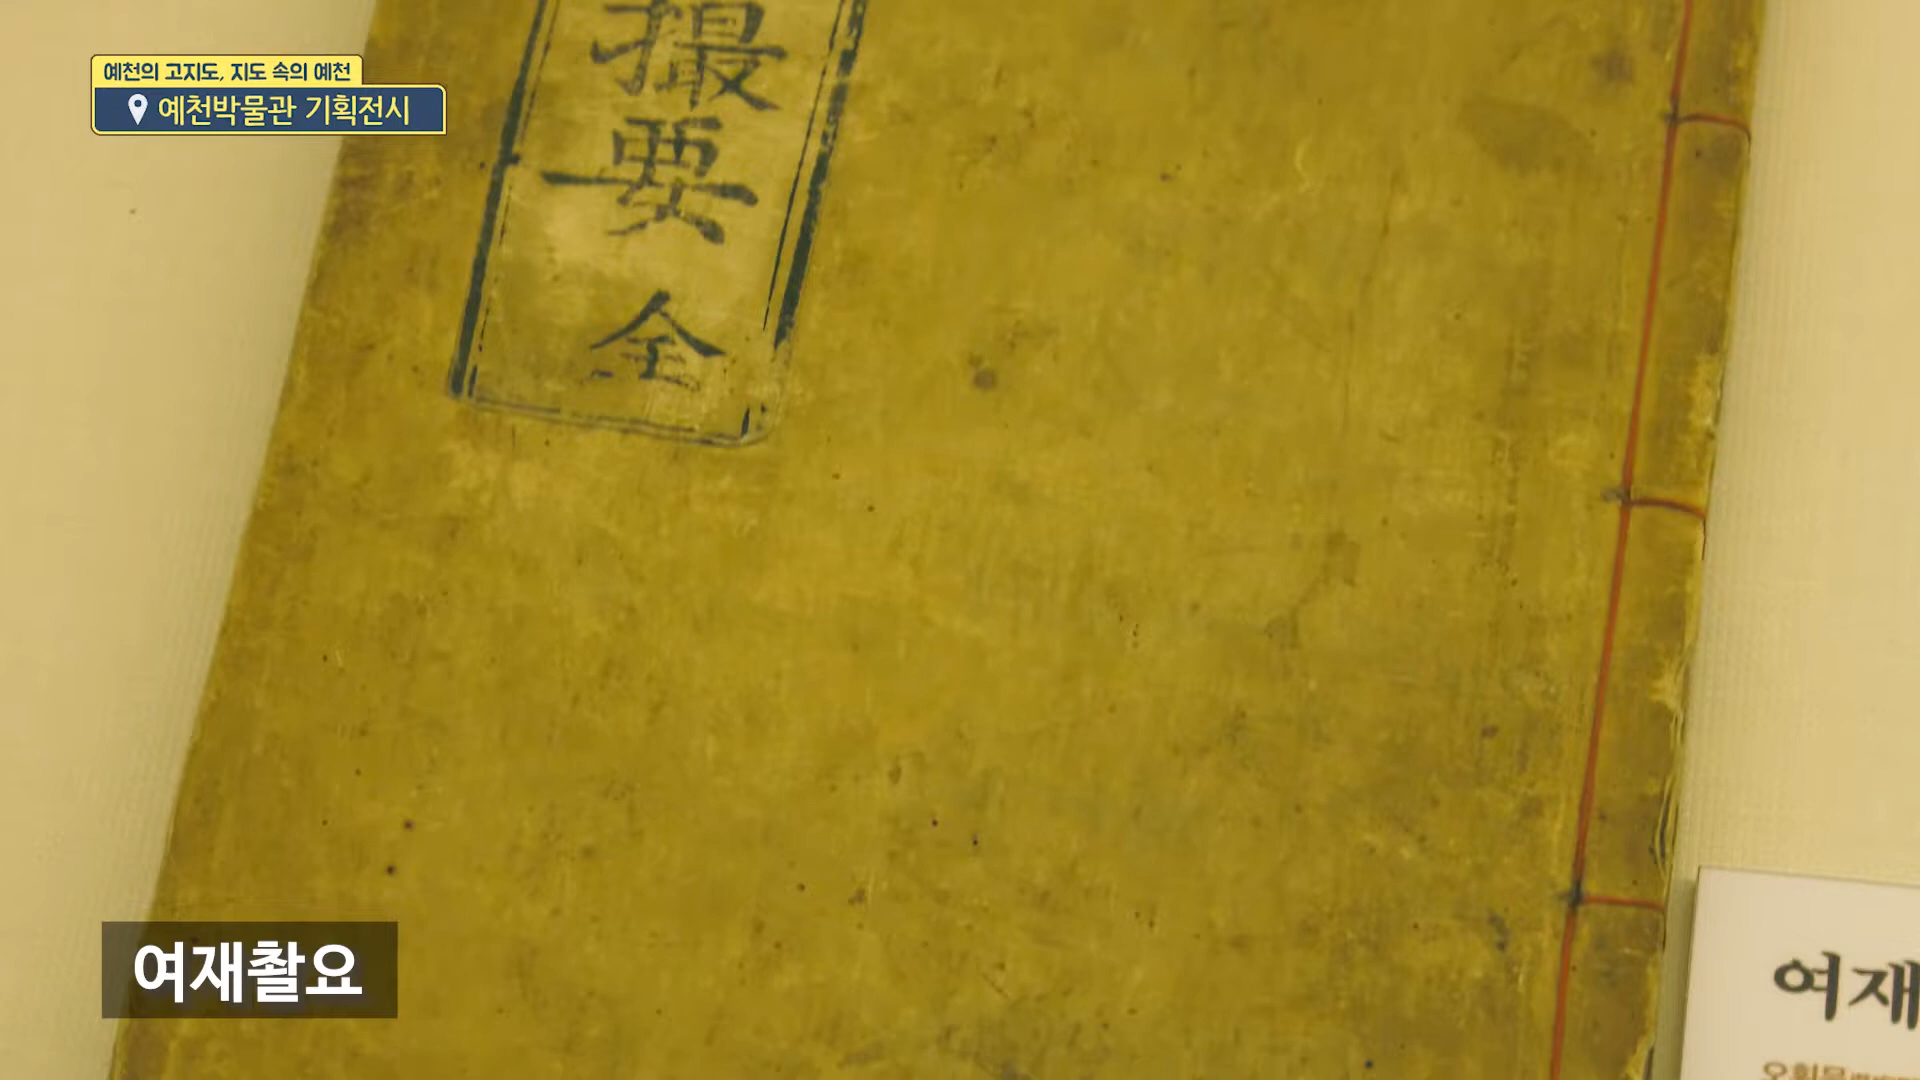 예천의 고지도, 지도 속의 예천
예천박물관 기획전시
撮
要
全
여재촬요
여재